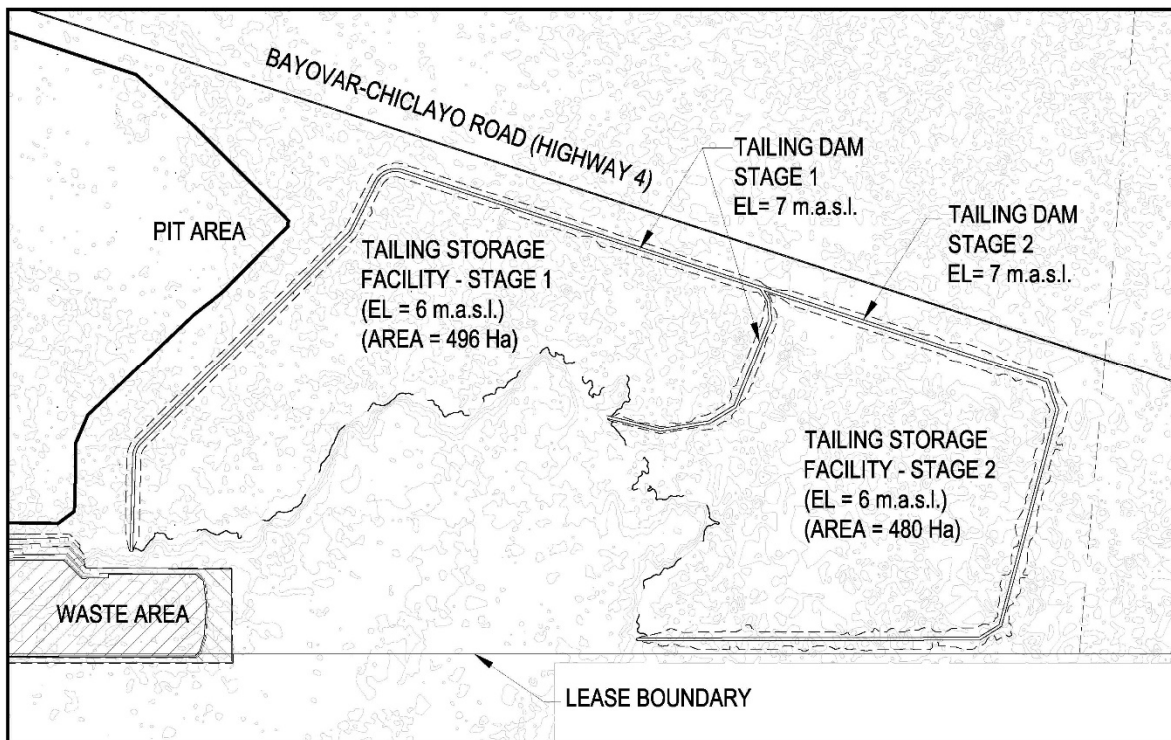 BAYOVAR-CHICLAYO ROAD (HIGHWAY 4)
TAILING DAM
STAGE 1
EL= 7 m.a.s.l.
TAILING DAM
STAGE 2
EL= 7 m.a.s.l.
PIT AREA
TAILING STORAGE
FACILITY - STAGE 1
(EL = 6 m.a.s.l.)
(AREA = 496 Ha)
TAILING STORAGE
FACILITY - STAGE 2
(EL = 6 m.a.s.l.)
(AREA = 480 Ha)
WASTE AREA
LEASE BOUNDARY